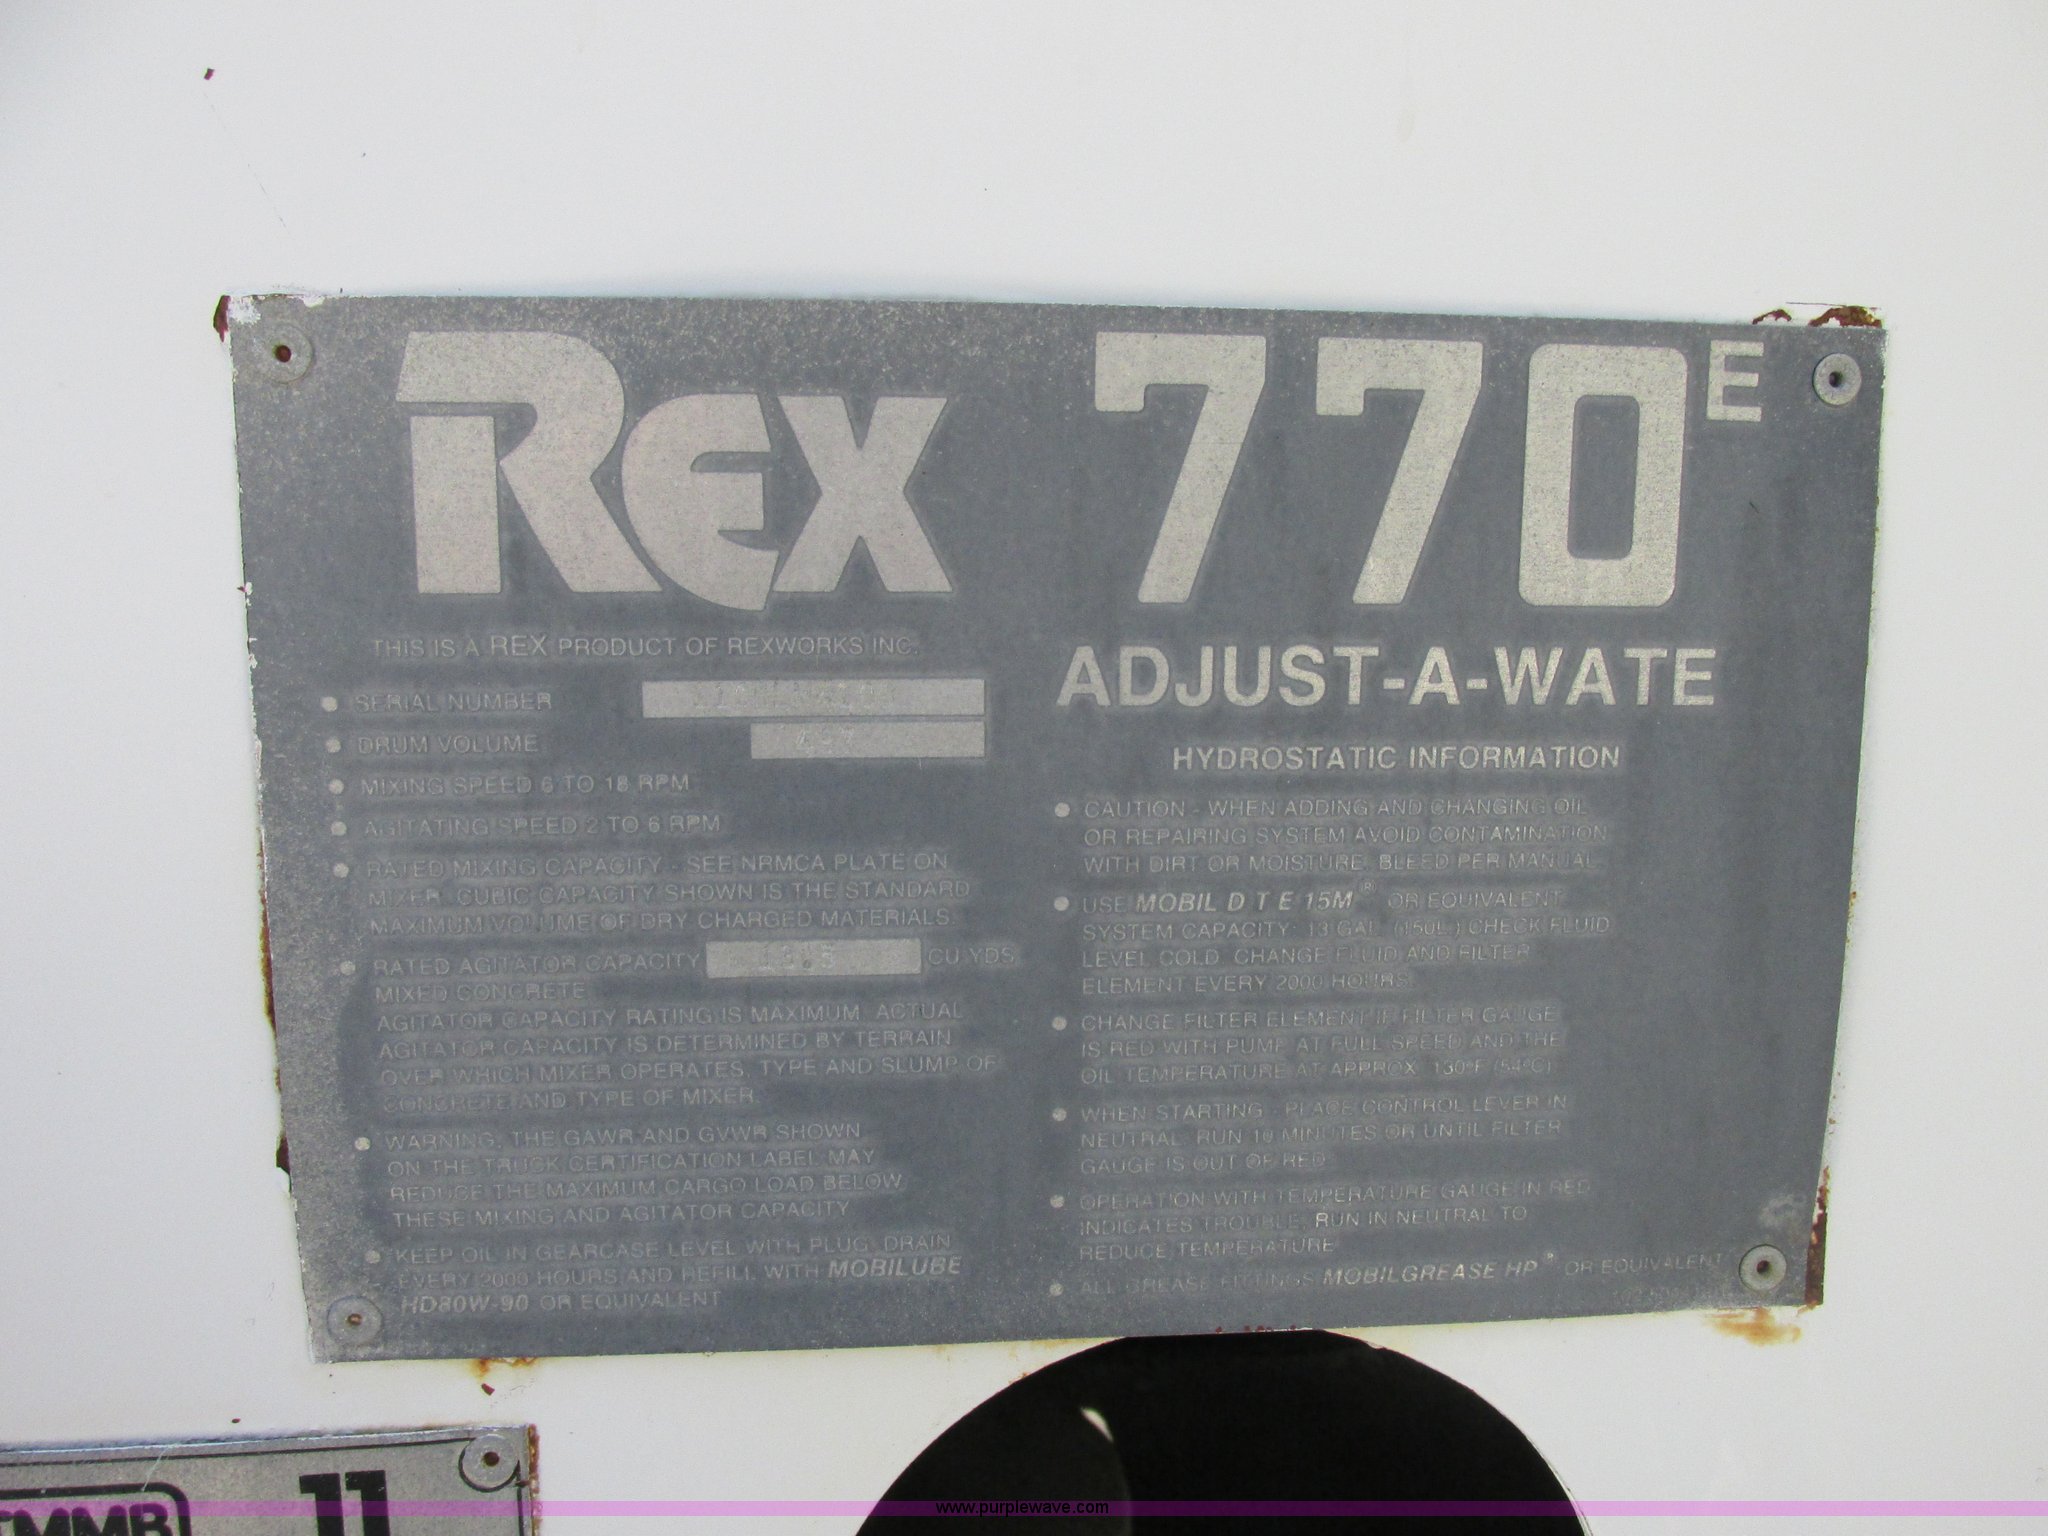 REX 770E
THIS IS A REX PRODUCT OF REXWORKS INC.
SERIAL NUMBER
DRUM VOLUME 497
MIXING SPEED 6 TO 18 RPM
AGITATING SPEED 2 TO 6 RPM
RATED MIXING CAPACITY - SEE NRMCA PLATE ON
MIXER. CUBIC CAPACITY SHOWN IS THE STANDARD
MAXIMUM VOLUME OF DRY CHARGED MATERIALS.
RATED AGITATOR CAPACITY CU YDS
MIXED CONCRETE
AGITATOR CAPACITY RATING IS MAXIMUM. ACTUAL
AGITATOR CAPACITY IS DETERMINED BY TERRAIN
OVER WHICH MIXER OPERATES, TYPE AND SLUMP OF
CONCRETE AND TYPE OF MIXER.
WARNING: THE GAWR AND GVWR SHOWN
ON THE TRUCK CERTIFICATION LABEL MAY
REDUCE THE MAXIMUM CARGO LOAD BELOW
THESE MIXING AND AGITATOR CAPACITY
KEEP OIL IN GEARCASE LEVEL WITH PLUG. DRAIN
EVERY 2000 HOURS AND REFILL WITH MOBILUBE
HD80W-90 OR EQUIVALENT
ADJUST-A-WATE
HYDROSTATIC INFORMATION
CAUTION - WHEN ADDING AND CHANGING OIL
OR REPAIRING SYSTEM AVOID CONTAMINATION
WITH DIRT OR MOISTURE. BLEED PER MANUAL
USE MOBIL D T E 15M® OR EQUIVALENT
SYSTEM CAPACITY: 13 GAL. (150L.) CHECK FLUID
LEVEL COLD. CHANGE FLUID AND FILTER
ELEMENT EVERY 2000 HOURS.
CHANGE FILTER ELEMENT IF FILTER GAUGE
IS RED WITH PUMP AT FULL SPEED AND THE
OIL TEMPERATURE AT APPROX. 130°F (54°C)
WHEN STARTING - PLACE CONTROL LEVER IN
NEUTRAL. RUN 10 MINUTES OR UNTIL FILTER
GAUGE IS OUT OF RED.
OPERATION WITH TEMPERATURE GAUGE IN RED
INDICATES TROUBLE. RUN IN NEUTRAL TO
REDUCE TEMPERATURE
ALL GREASE FITTINGS MOBILGREASE HP® OR EQUIVALENT
11
www.purplewave.com